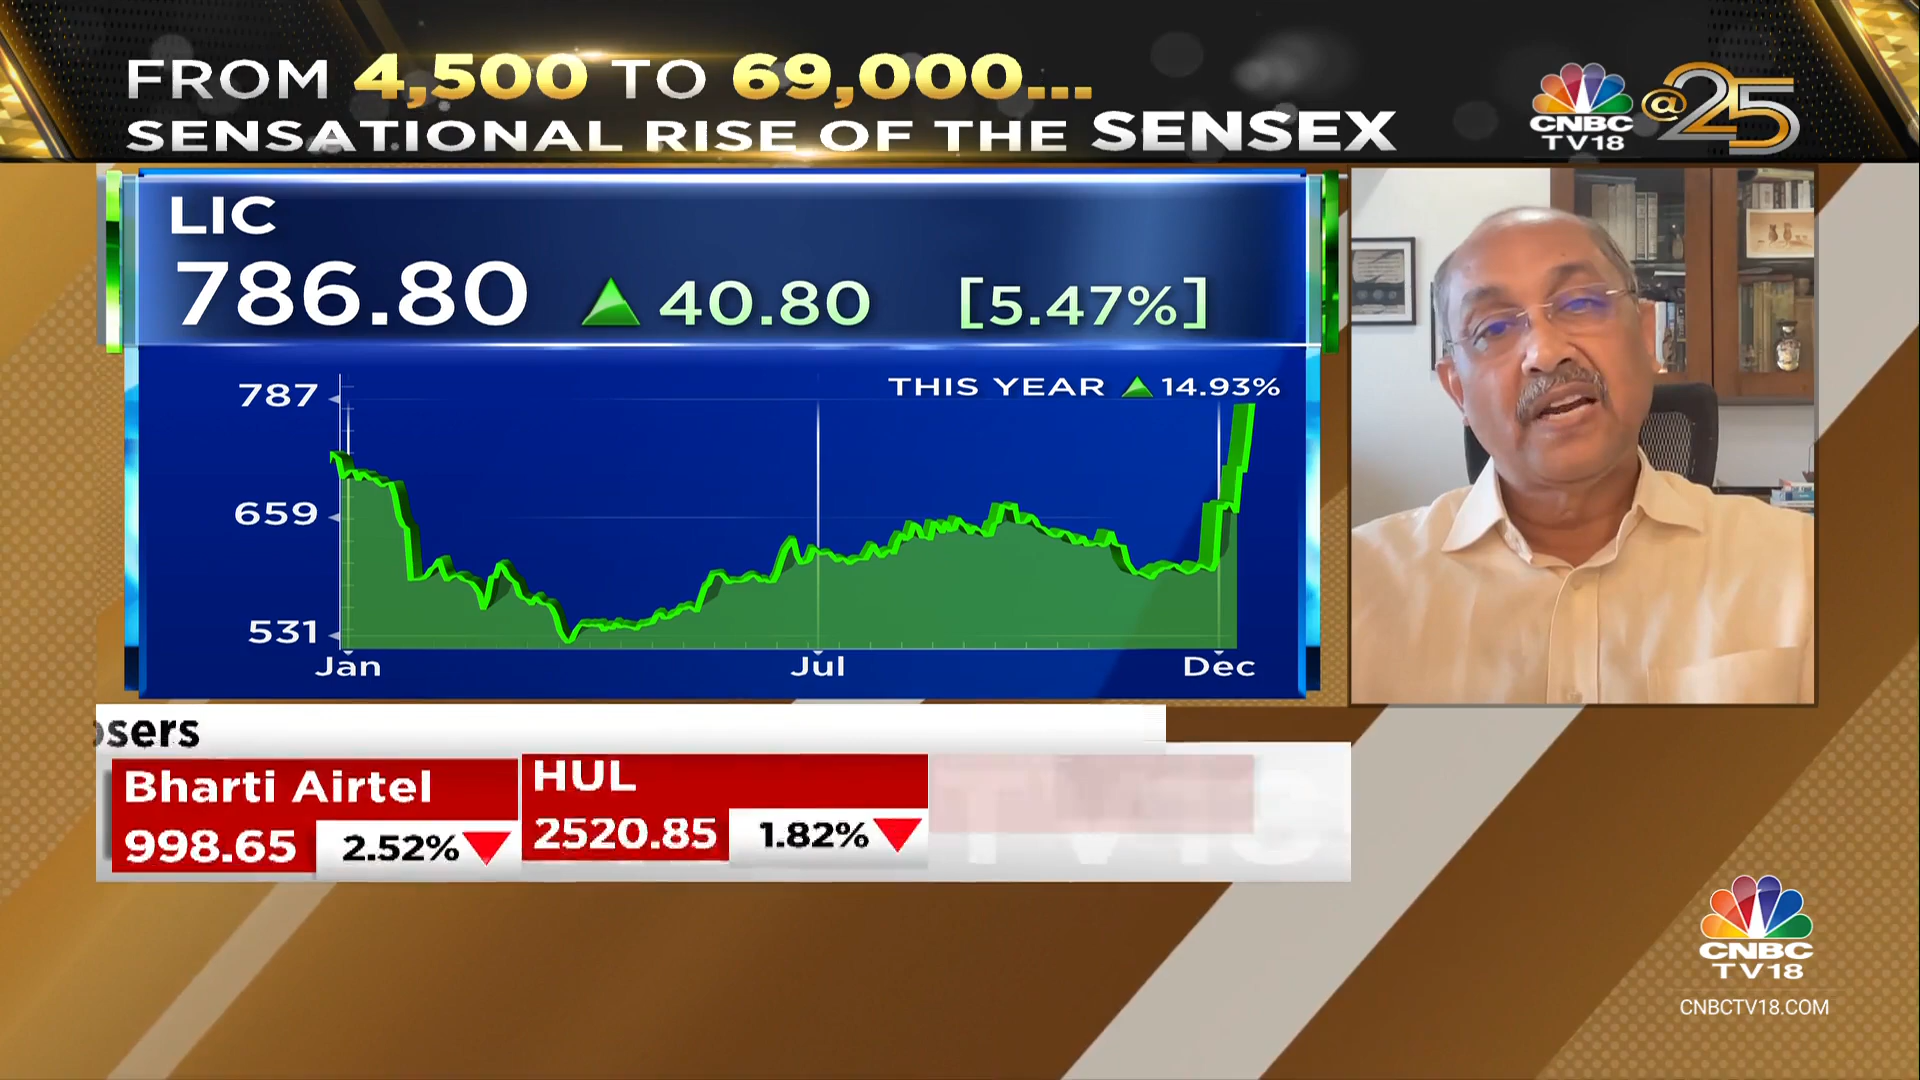 FROM 4,500 TO 69,000...
SENSATIONAL RISE OF THE SENSEX
CNBC
TV18
@25
LIC
786.80 40.80 [5.47%]
THIS YEAR 14.93%
787
659
531
Jan Jul Dec
osers
Bharti Airtel
998.65 2.52%
HUL
2520.85 1.82%
TV18
CNBC
TV18
CNBCTV18.COM